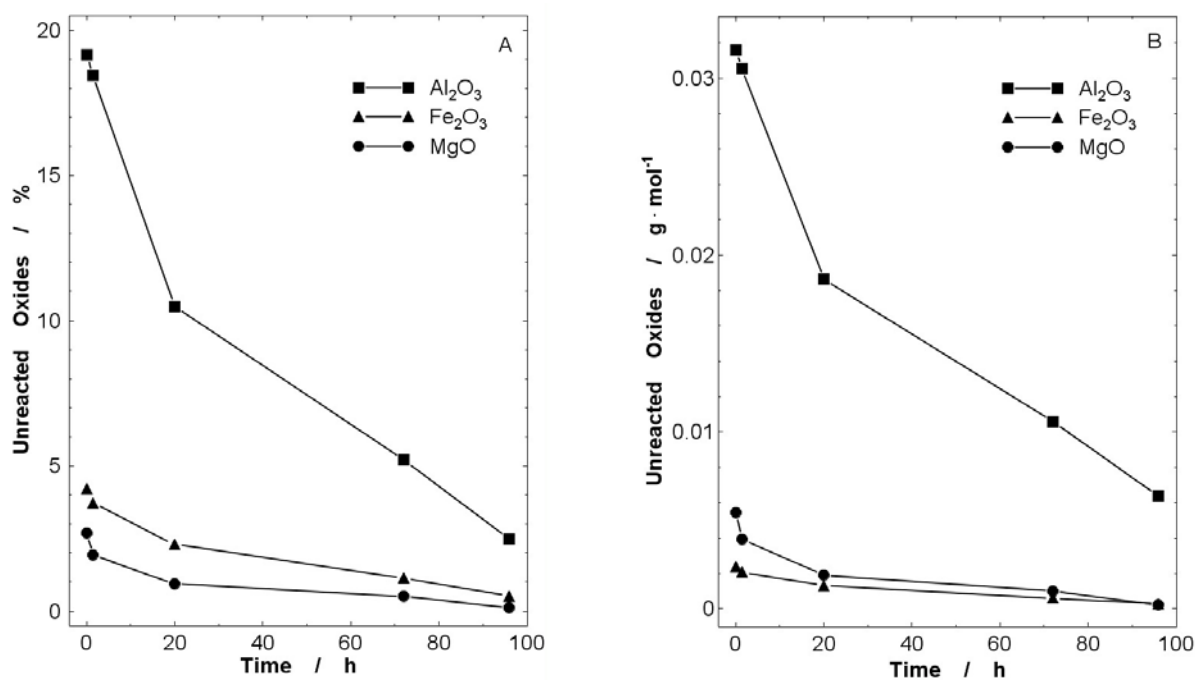 A
20
15
10
5
0
Unreacted Oxides / %
Al₂O₃
Fe₂O₃
MgO
0 20 40 60 80 100
Time / h
B
0.03
0.02
0.01
0
Unreacted Oxides / g · mol⁻¹
Al₂O₃
Fe₂O₃
MgO
0 20 40 60 80 100
Time / h